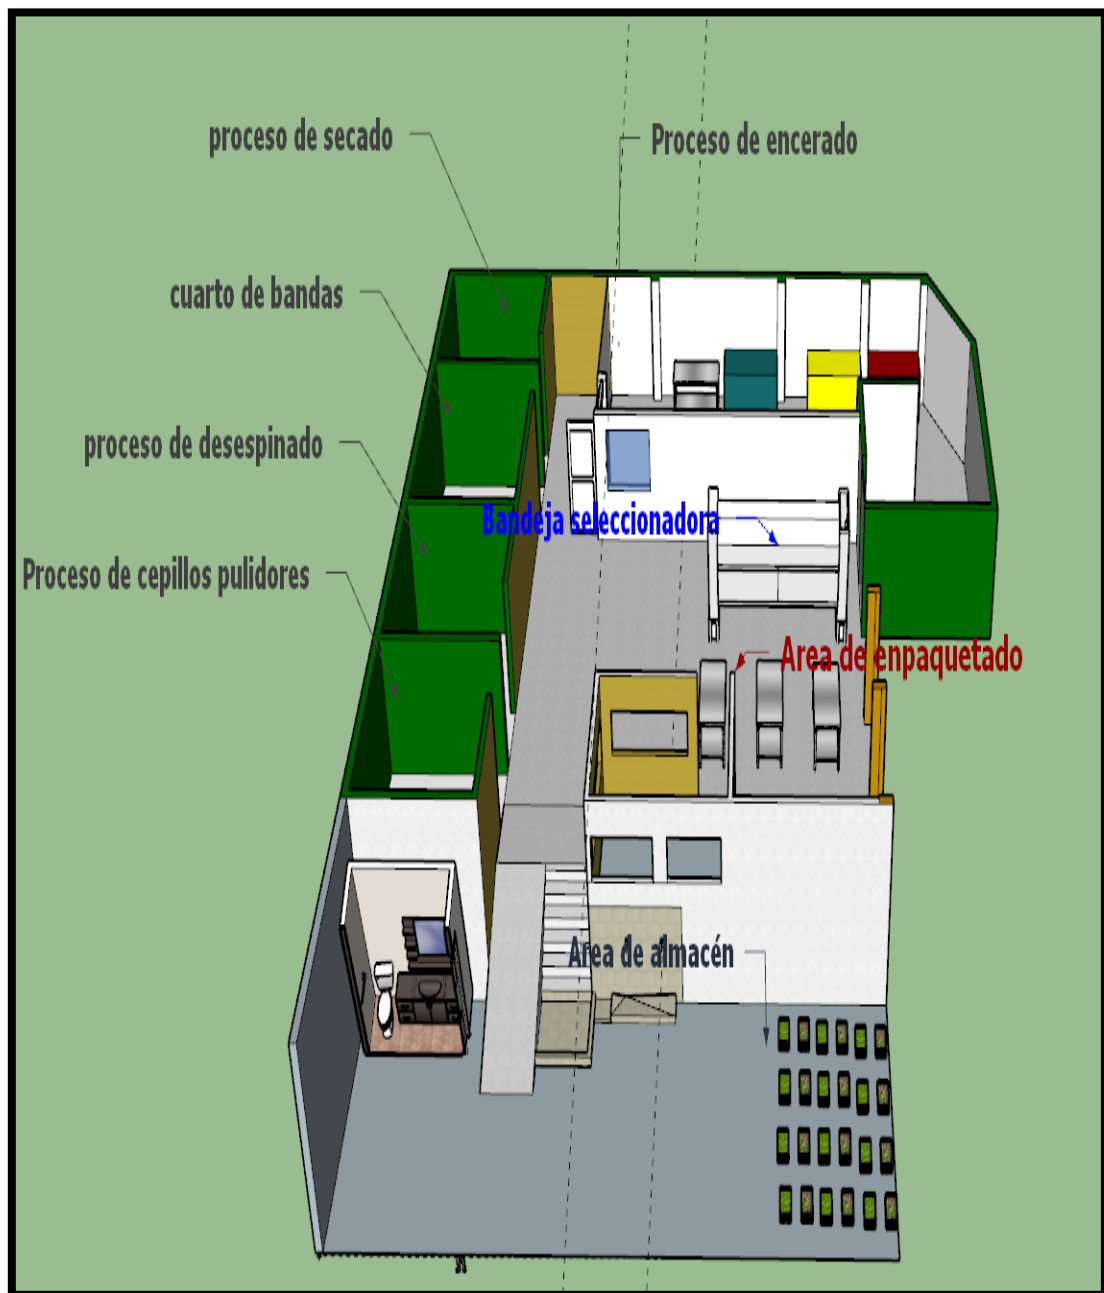 proceso de secado
Proceso de encerado
cuarto de bandas
proceso de desespinado
Bandeja seleccionadora
Proceso de cepillos pulidores
Area de enpaquetado
Area de almacén